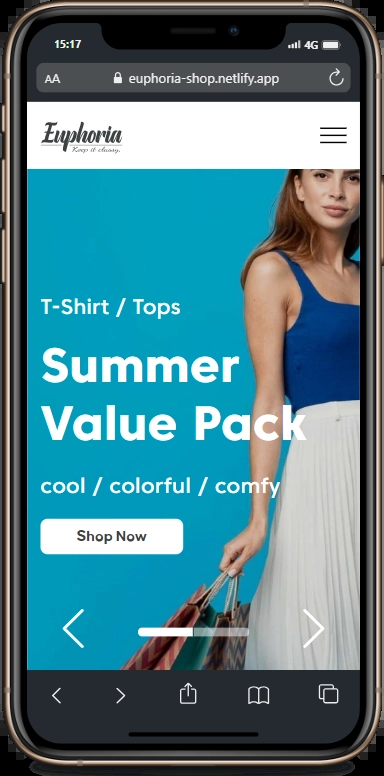 15:17
4G
AA
euphoria-shop.netlify.app
Euphoria
Keep it classy.
T-Shirt / Tops
Summer
Value Pack
cool / colorful / comfy
Shop Now